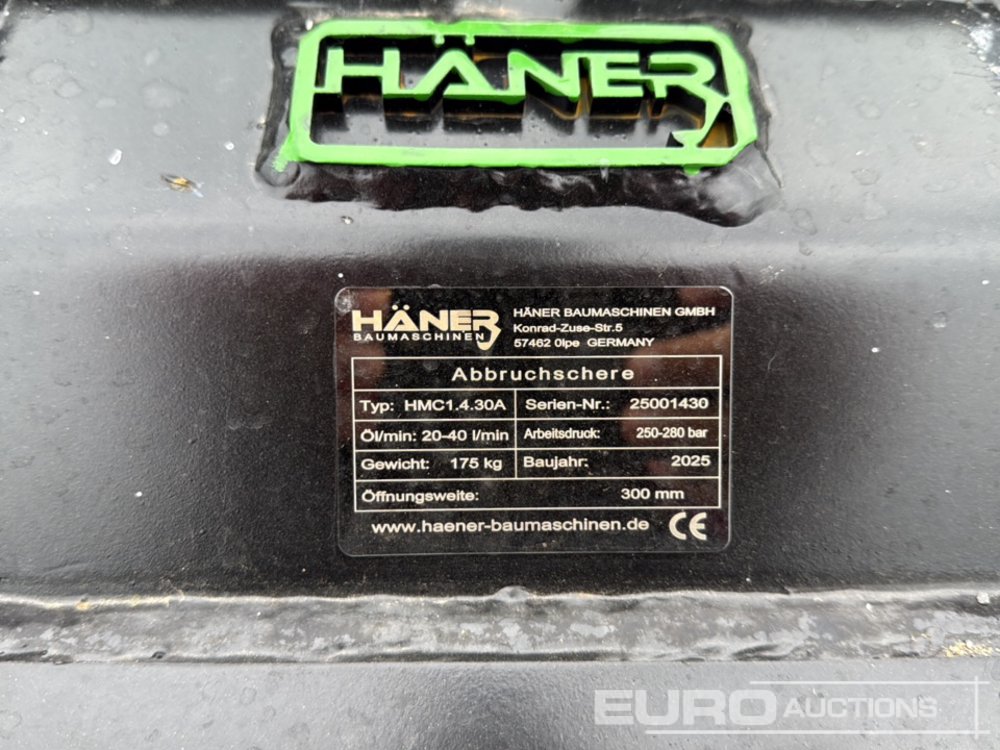 HÄNER
HÄNER
BAUMASCHINEN
HÄNER BAUMASCHINEN GMBH
Konrad-Zuse-Str.5
57462 Olpe GERMANY
Abbruchschere
Typ: HMC1.4.30A Serien-Nr.: 25001430
Öl/min: 20-40 l/min Arbeitsdruck: 250-280 bar
Gewicht: 175 kg Baujahr: 2025
Öffnungsweite: 300 mm
www.haener-baumaschinen.de CE
EURO AUCTIONS